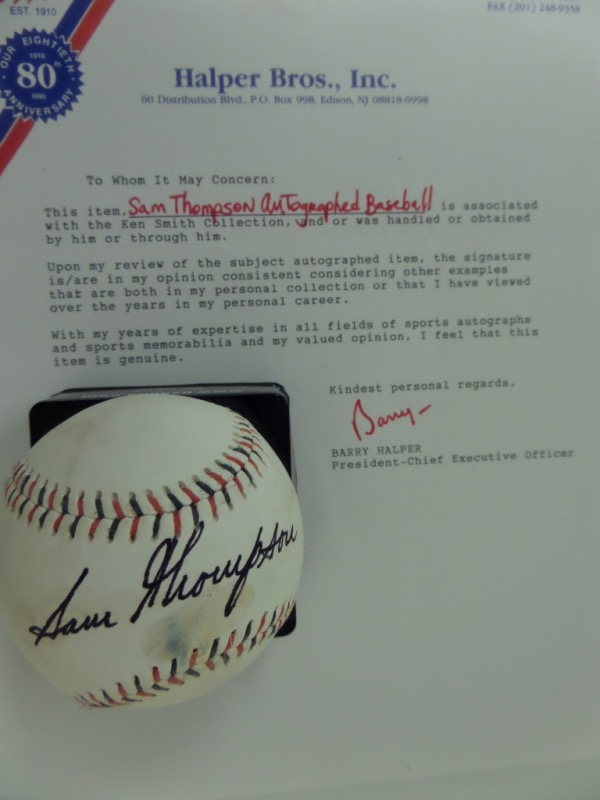 EST. 1910
FAX (201) 248-9358
OUR EIGHTIETH
1910
80th
1990
ANNIVERSARY
Halper Bros., Inc.
60 Distribution Blvd., P.O. Box 998, Edison, NJ 08818-0998
To Whom It May Concern:
This item, Sam Thompson AuTographed Baseball is associated
with the Ken Smith Collection, and or was handled or obtained
by him or through him.
Upon my review of the subject autographed item, the signature
is/are in my opinion consistent considering other examples
that are both in my personal collection or that I have viewed
over the years in my personal career.
With my years of expertise in all fields of sports autographs
and sports memorabilia and my valued opinion, I feel that this
item is genuine.
Kindest personal regards,
Barry
BARRY HALPER
President-Chief Executive Officer
Sam Thompson